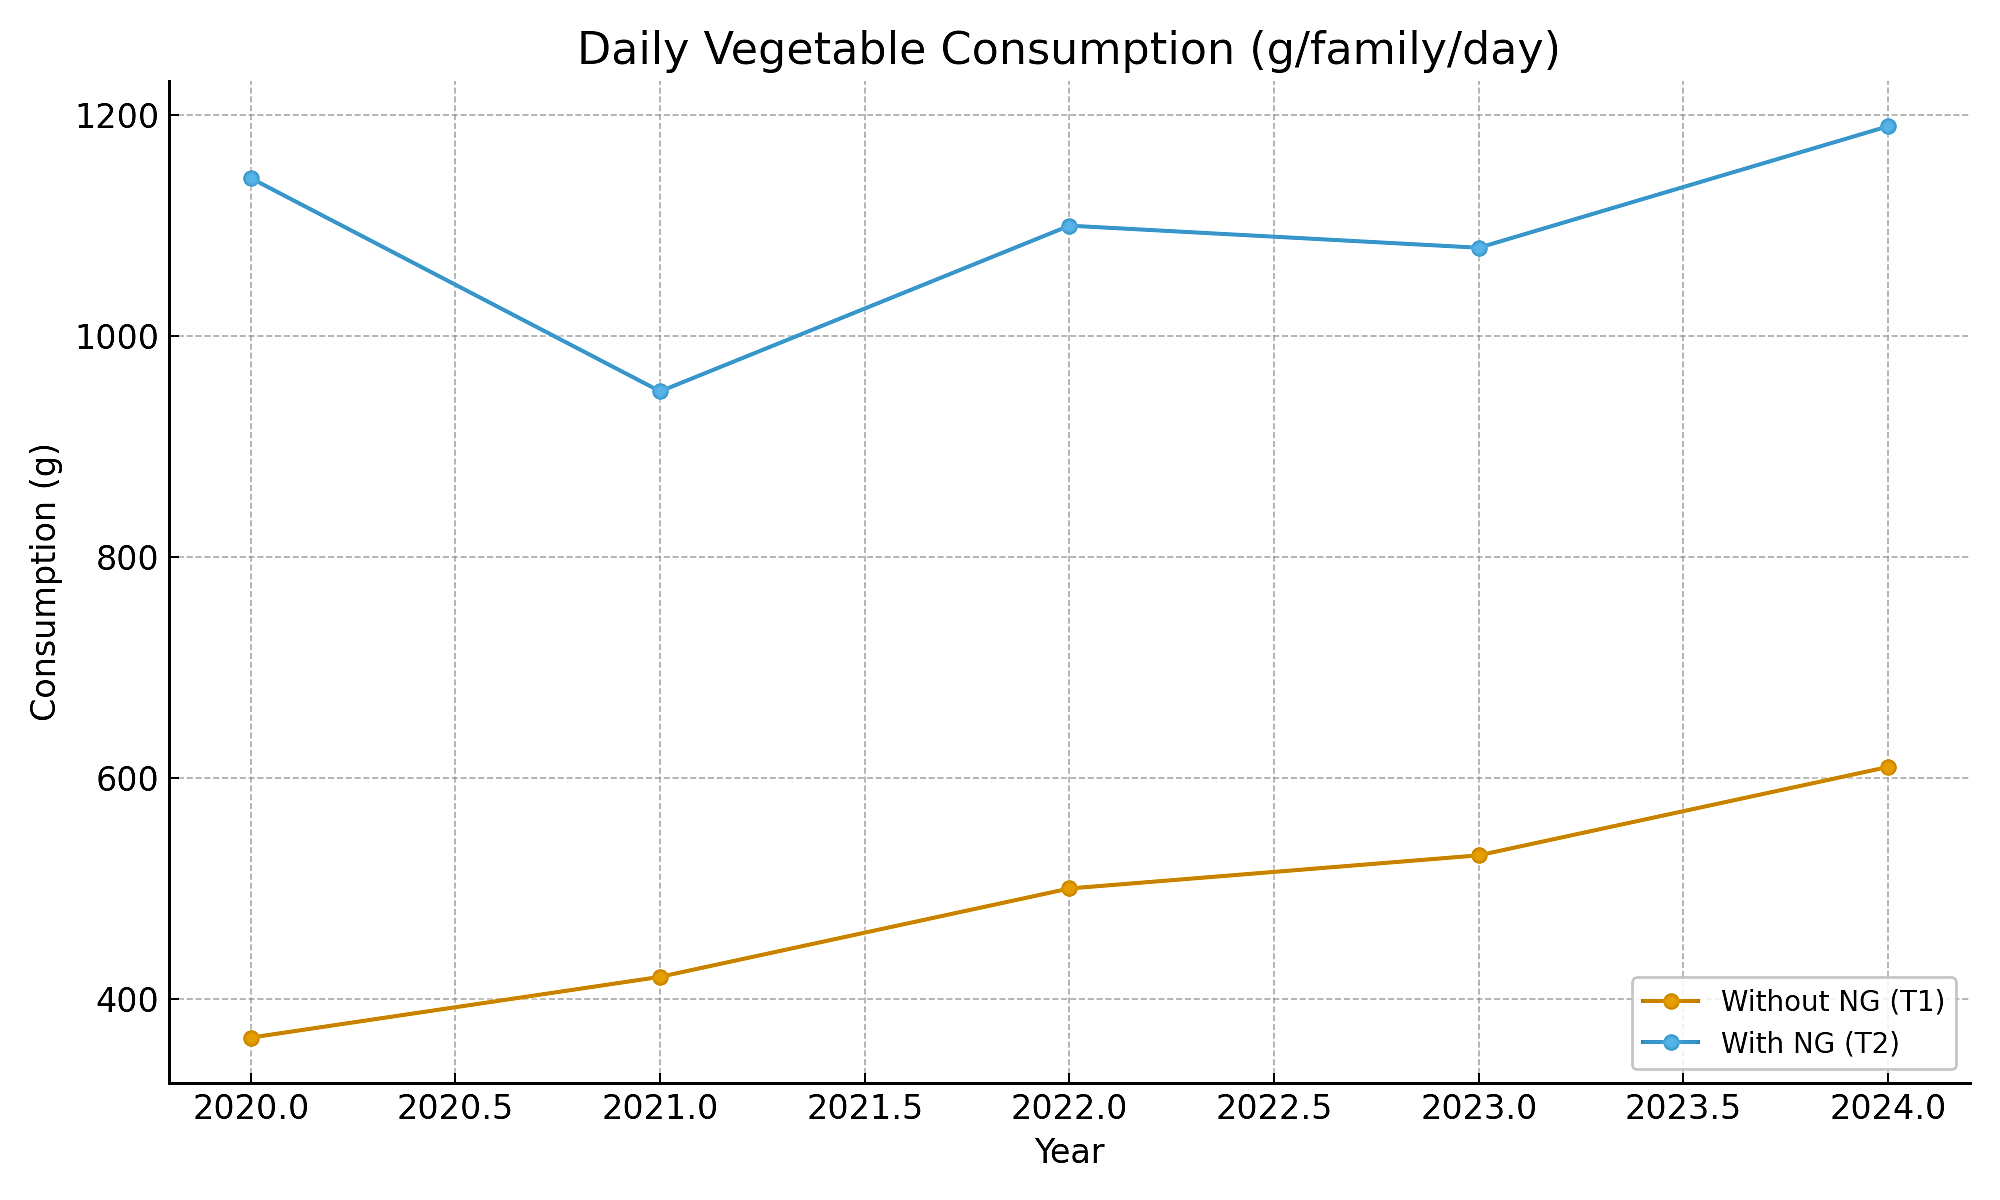 Daily Vegetable Consumption (g/family/day)
1200
1000
800
600
400
Consumption (g)
Without NG (T1)
With NG (T2)
2020.0 2020.5 2021.0 2021.5 2022.0 2022.5 2023.0 2023.5 2024.0
Year